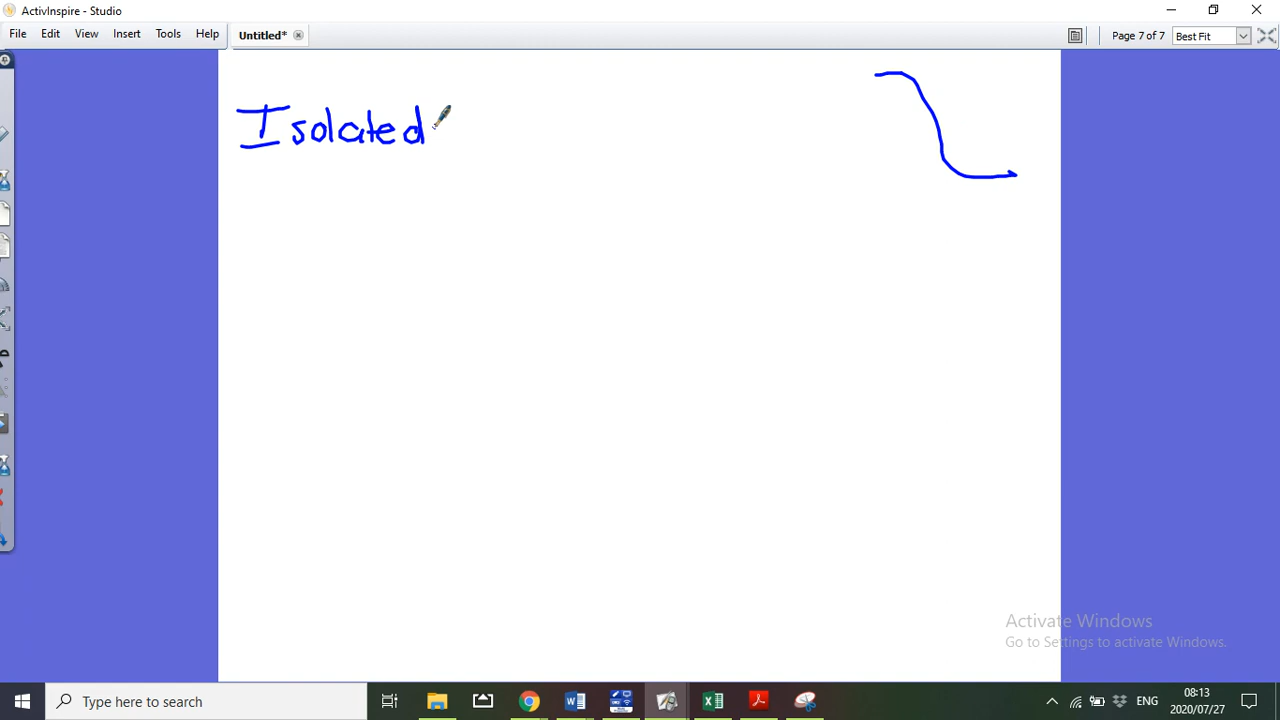 ActivInspire - Studio
File Edit View Insert Tools Help Untitled* Page 7 of 7 Best Fit
Isolated
Activate Windows
Go to Settings to activate Windows.
Type here to search ENG 08:13
2020/07/27